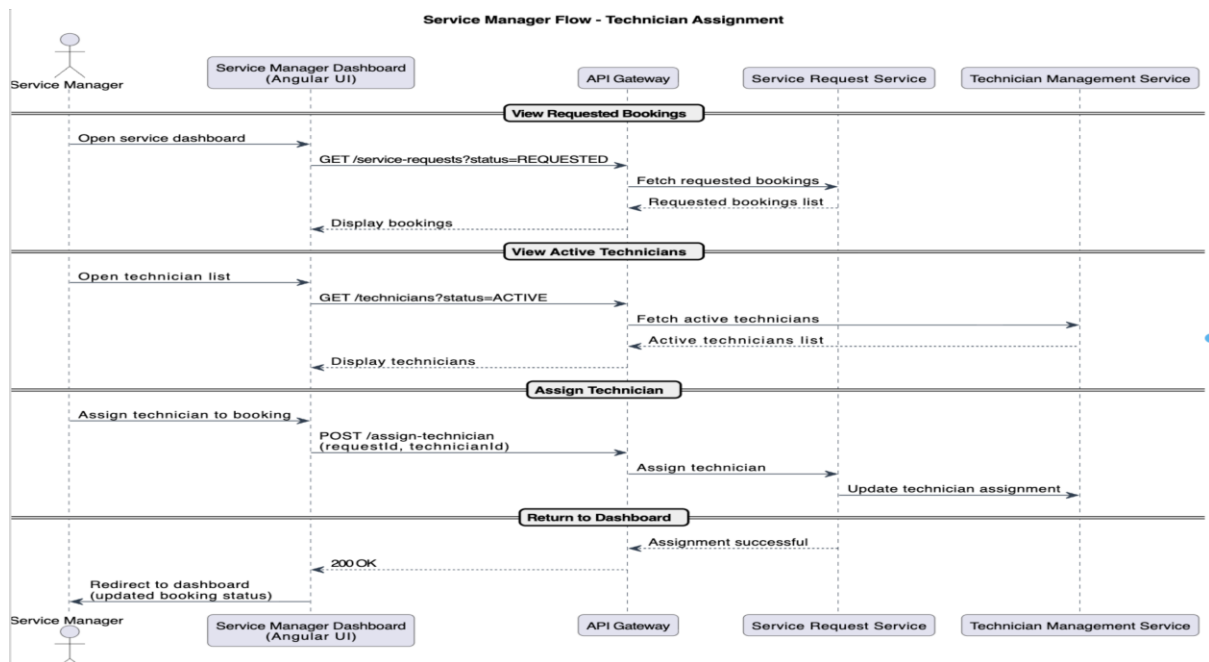 Service Manager Flow - Technician Assignment
Service Manager
Service Manager Dashboard
(Angular UI)
API Gateway
Service Request Service
Technician Management Service
View Requested Bookings
Open service dashboard
GET /service-requests?status=REQUESTED
Fetch requested bookings
Requested bookings list
Display bookings
View Active Technicians
Open technician list
GET /technicians?status=ACTIVE
Fetch active technicians
Active technicians list
Display technicians
Assign Technician
Assign technician to booking
POST /assign-technician
(requestId, technicianId)
Assign technician
Update technician assignment
Return to Dashboard
Assignment successful
200 OK
Redirect to dashboard
(updated booking status)
Service Manager
Service Manager Dashboard
(Angular UI)
API Gateway
Service Request Service
Technician Management Service